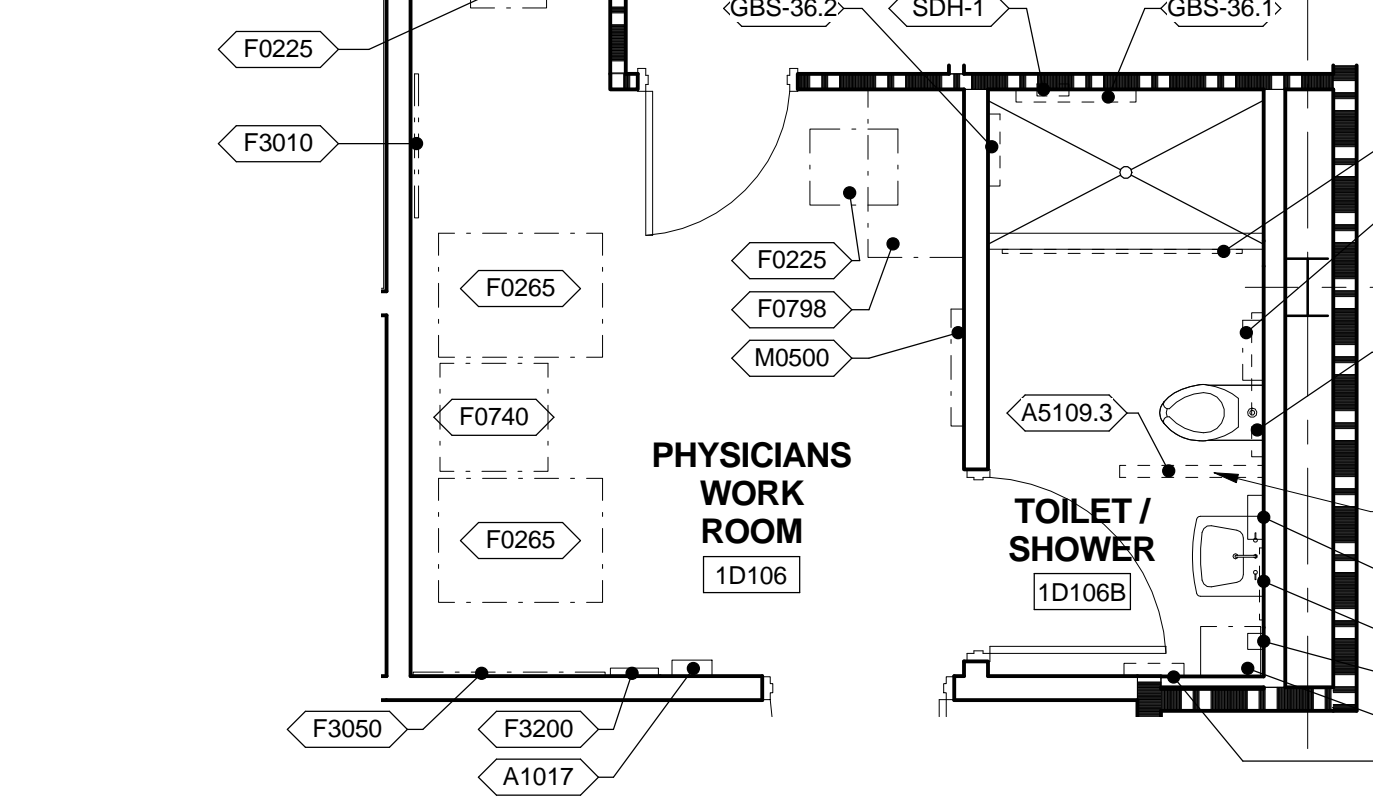 GBS-36.2
SDH-1
GBS-36.1
F0225
F3010
F0225
F0265
F0798
M0500
F0740
A5109.3
PHYSICIANS
WORK
ROOM
1D106
TOILET /
SHOWER
1D106B
F0265
F3050
F3200
A1017